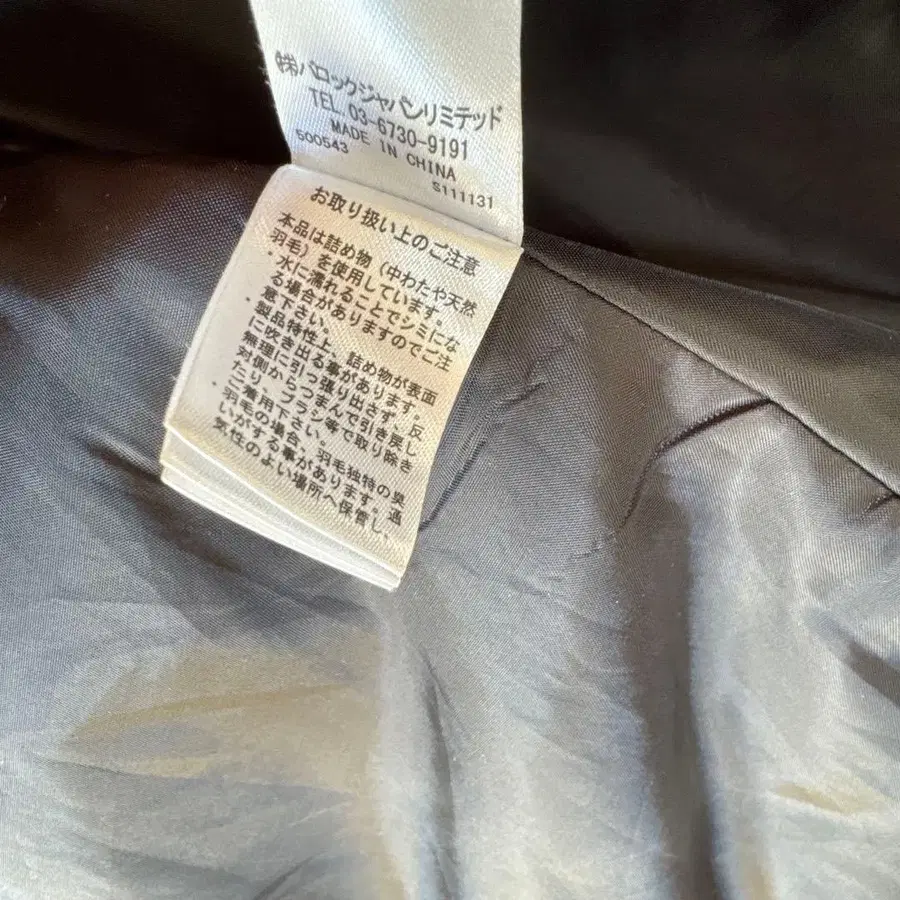 ㈱バロックジャパンリミテッド
TEL 03-6730-9191
MADE IN CHINA
500543
S111131
お取り扱い上のご注意
本品は詰め物（中わたや天然
羽毛）を使用しています。
・水に濡れることでシミにな
る場合がありますのでご注
意下さい。
・製品特性上、詰め物が表面
に吹き出る事があります。
無理に引っ張り出さず、反
対側からつまんで引き戻し
たり、ブラシ等で取り除き
ご着用下さい。
・羽毛の場合、羽毛独特の臭
いがする事があります。通
気性のよい場所へ保管し、